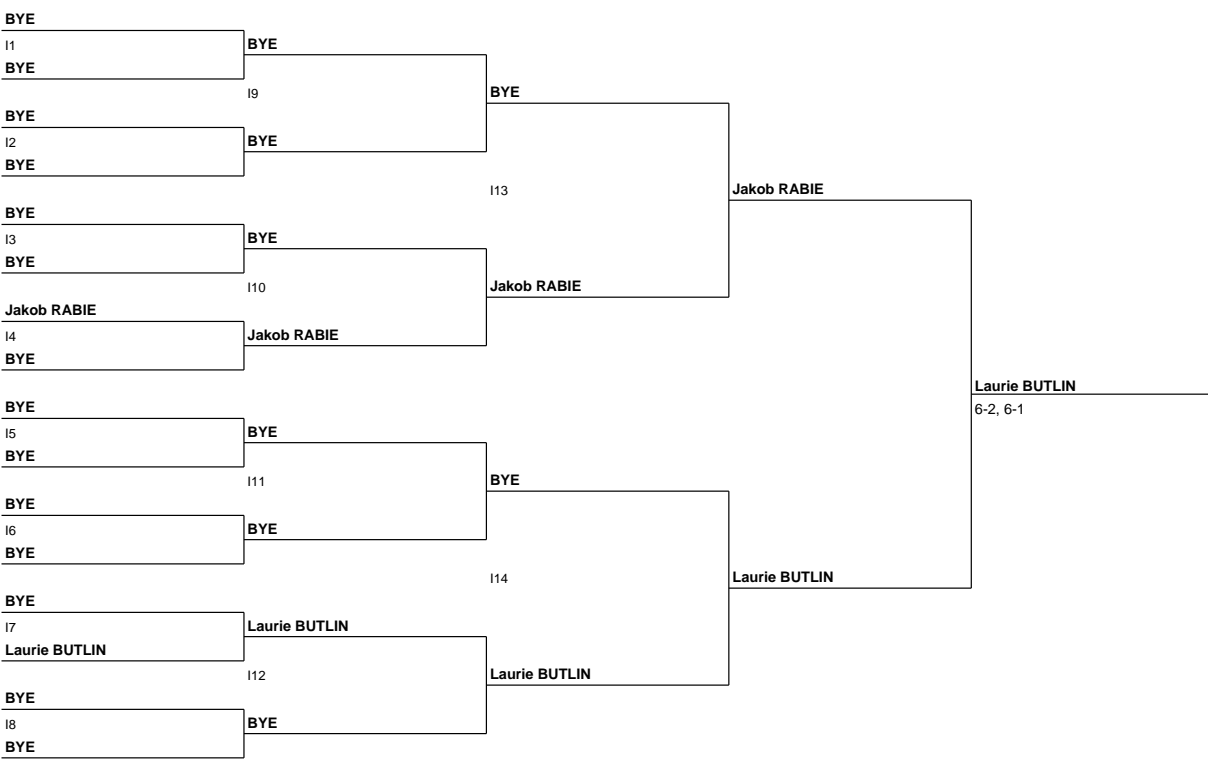 BYE
I1
BYE
BYE
I2
BYE
BYE
I3
BYE
Jakob RABIE
I4
BYE
BYE
I5
BYE
BYE
I6
BYE
BYE
I7
Laurie BUTLIN
BYE
I8
BYE
BYE
I9
BYE
BYE
I10
Jakob RABIE
BYE
I11
BYE
Laurie BUTLIN
I12
BYE
BYE
I13
Jakob RABIE
BYE
I14
Laurie BUTLIN
Jakob RABIE
Laurie BUTLIN
Laurie BUTLIN
6-2, 6-1